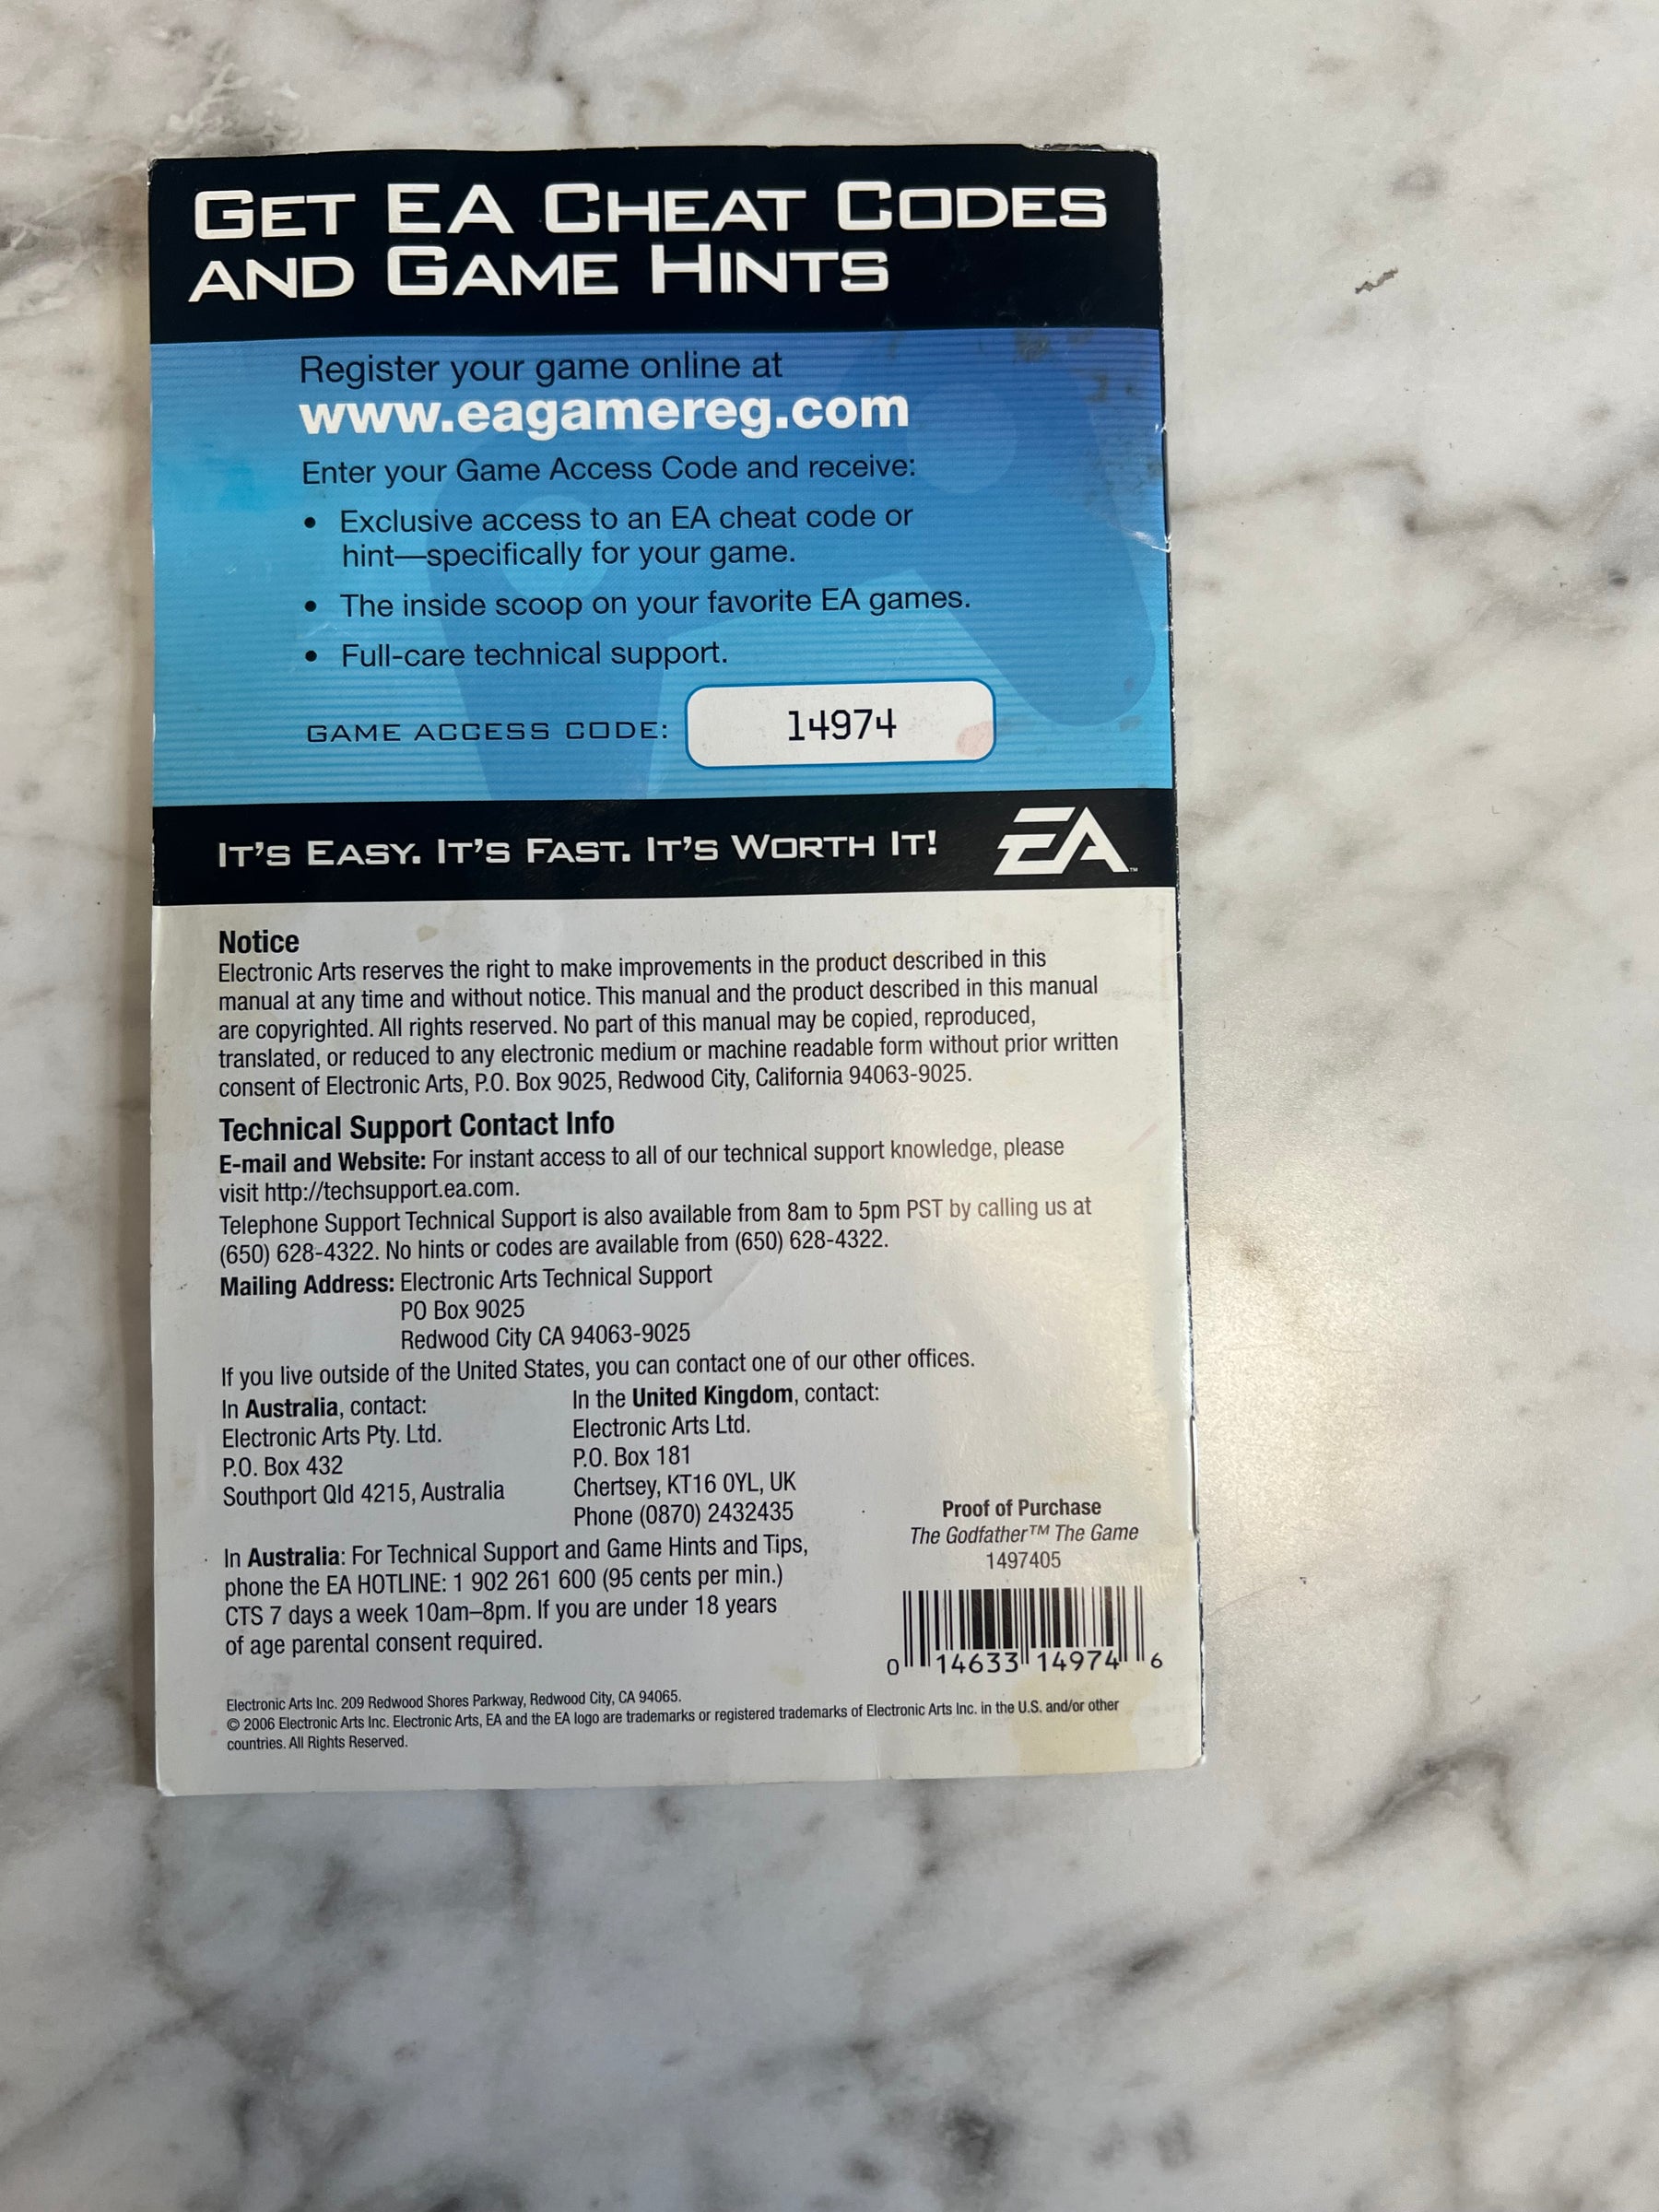 GET EA CHEAT CODES
AND GAME HINTS
Register your game online at
www.eagamereg.com
Enter your Game Access Code and receive:
• Exclusive access to an EA cheat code or
hint—specifically for your game.
• The inside scoop on your favorite EA games.
• Full-care technical support.
GAME ACCESS CODE: 14974
IT'S EASY. IT'S FAST. IT'S WORTH IT! EA™
Notice
Electronic Arts reserves the right to make improvements in the product described in this
manual at any time and without notice. This manual and the product described in this manual
are copyrighted. All rights reserved. No part of this manual may be copied, reproduced,
translated, or reduced to any electronic medium or machine readable form without prior written
consent of Electronic Arts, P.O. Box 9025, Redwood City, California 94063-9025.
Technical Support Contact Info
E-mail and Website: For instant access to all of our technical support knowledge, please
visit http://techsupport.ea.com.
Telephone Support Technical Support is also available from 8am to 5pm PST by calling us at
(650) 628-4322. No hints or codes are available from (650) 628-4322.
Mailing Address: Electronic Arts Technical Support
PO Box 9025
Redwood City CA 94063-9025
If you live outside of the United States, you can contact one of our other offices.
In Australia, contact:
Electronic Arts Pty. Ltd.
P.O. Box 432
Southport Qld 4215, Australia
In the United Kingdom, contact:
Electronic Arts Ltd.
P.O. Box 181
Chertsey, KT16 0YL, UK
Phone (0870) 2432435
In Australia: For Technical Support and Game Hints and Tips,
phone the EA HOTLINE: 1 902 261 600 (95 cents per min.)
CTS 7 days a week 10am–8pm. If you are under 18 years
of age parental consent required.
Proof of Purchase
The Godfather™ The Game
1497405
0 14633 14974 6
Electronic Arts Inc. 209 Redwood Shores Parkway, Redwood City, CA 94065.
© 2006 Electronic Arts Inc. Electronic Arts, EA and the EA logo are trademarks or registered trademarks of Electronic Arts Inc. in the U.S. and/or other
countries. All Rights Reserved.